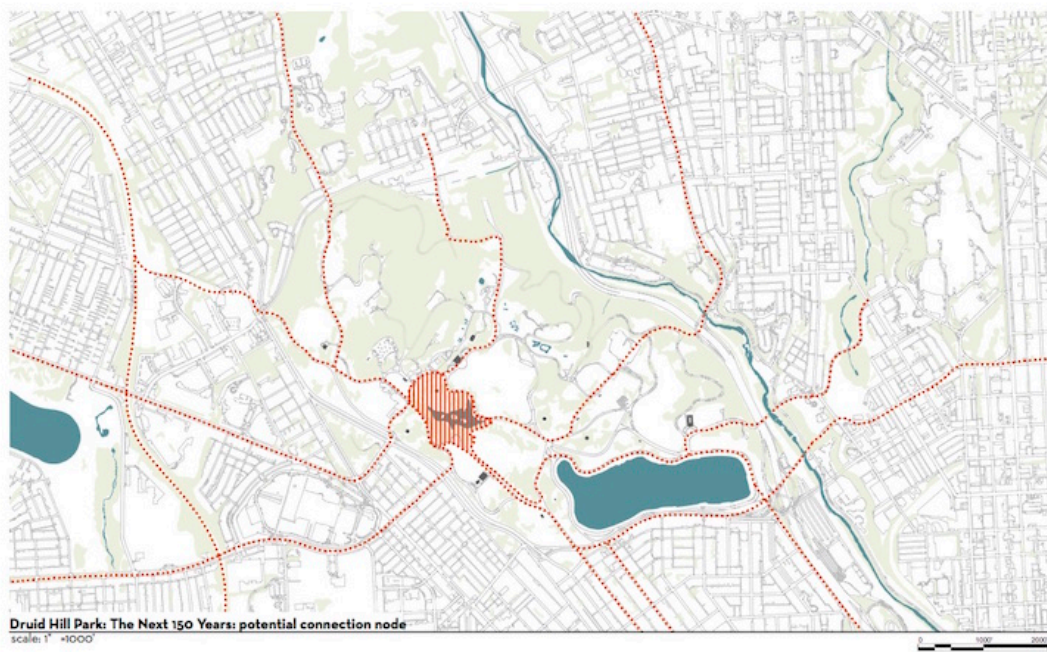 Druid Hill Park: The Next 150 Years: potential connection node
scale: 1" =1000'
0 1000' 2000'